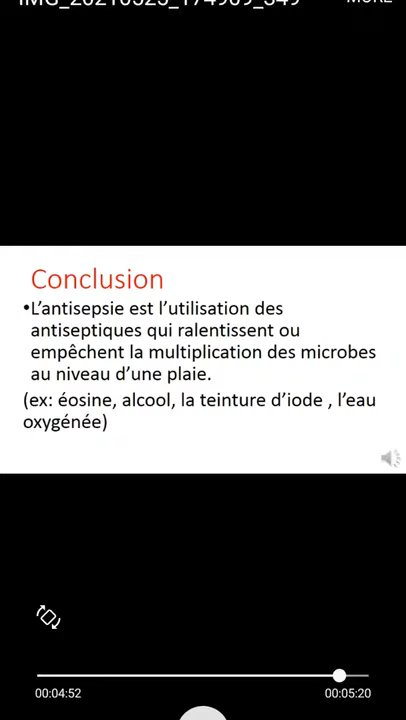 Conclusion
•L'antisepsie est l'utilisation des
antiseptiques qui ralentissent ou
empêchent la multiplication des microbes
au niveau d'une plaie.
(ex: éosine, alcool, la teinture d'iode , l'eau
oxygénée)
00:04:52
00:05:20